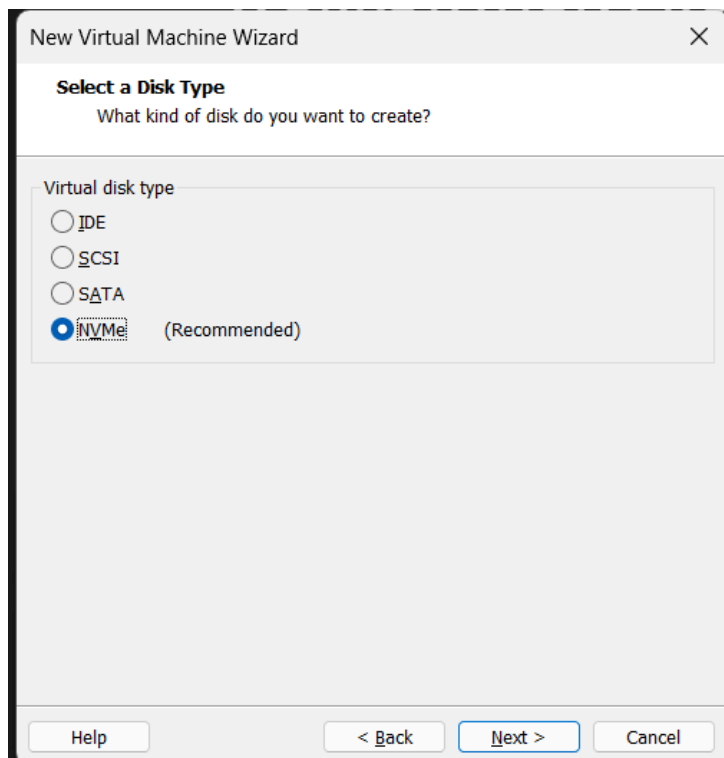 New Virtual Machine Wizard
Select a Disk Type
What kind of disk do you want to create?
Virtual disk type
IDE
SCSI
SATA
NVMe (Recommended)
Help < Back Next > Cancel